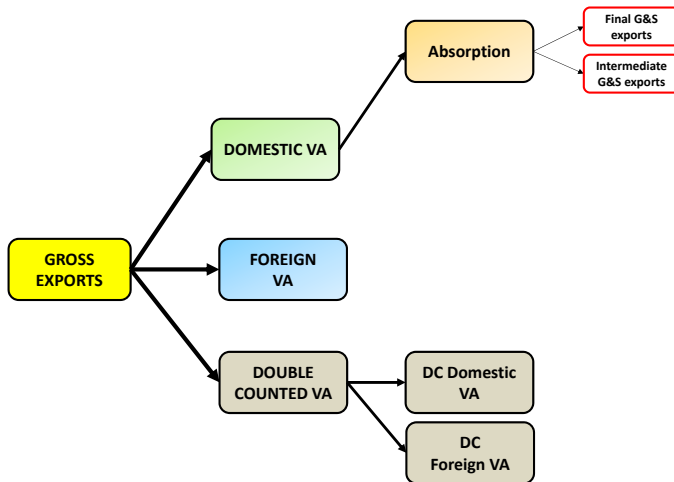 Final G&S
exports
Absorption
Intermediate
G&S exports
DOMESTIC VA
GROSS
EXPORTS
FOREIGN
VA
DOUBLE
COUNTED VA
DC Domestic
VA
DC
Foreign VA